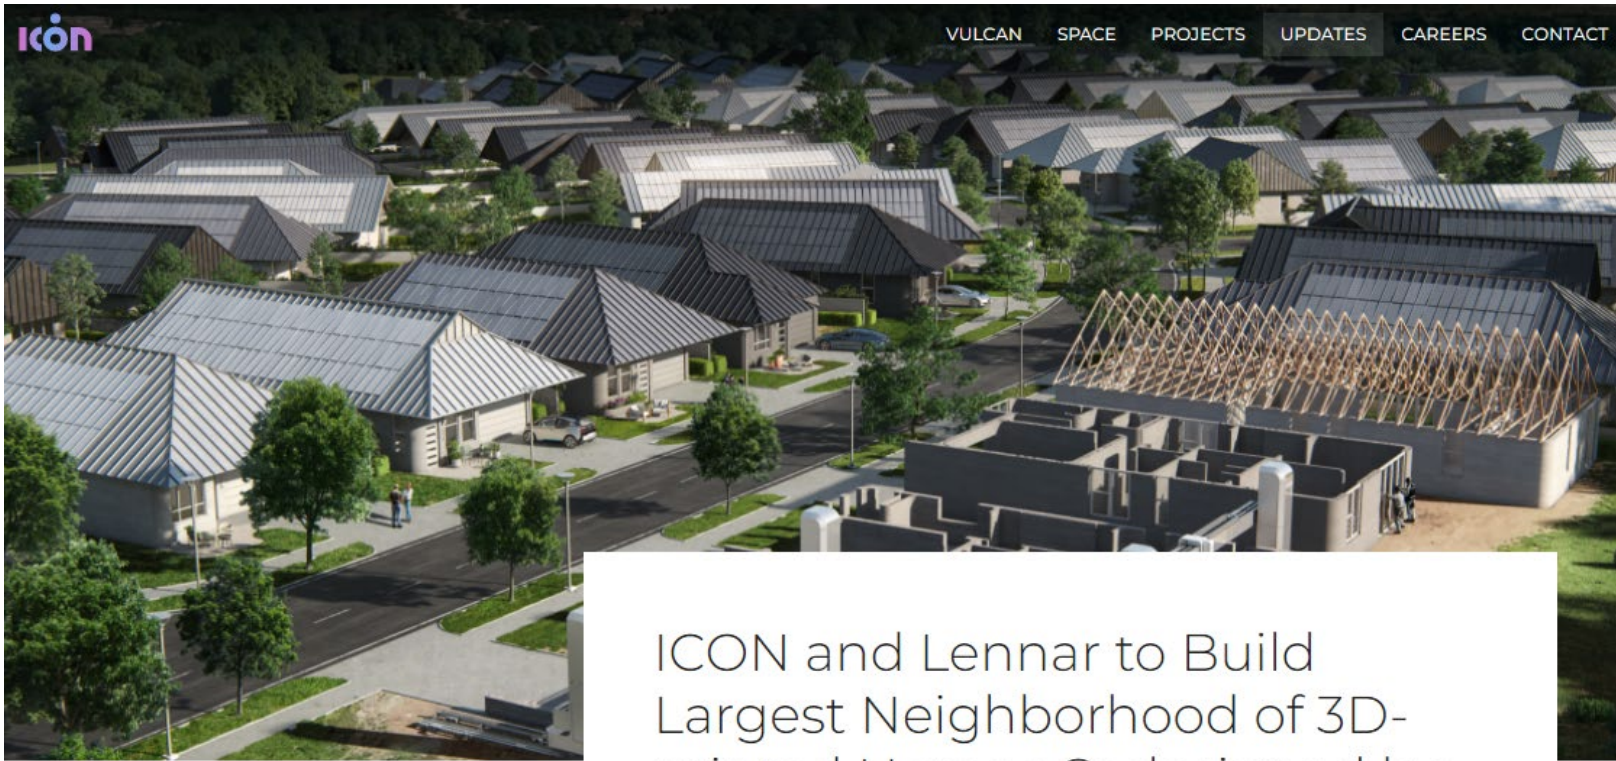 ICON
VULCAN SPACE PROJECTS UPDATES CAREERS CONTACT
ICON and Lennar to Build
Largest Neighborhood of 3D-